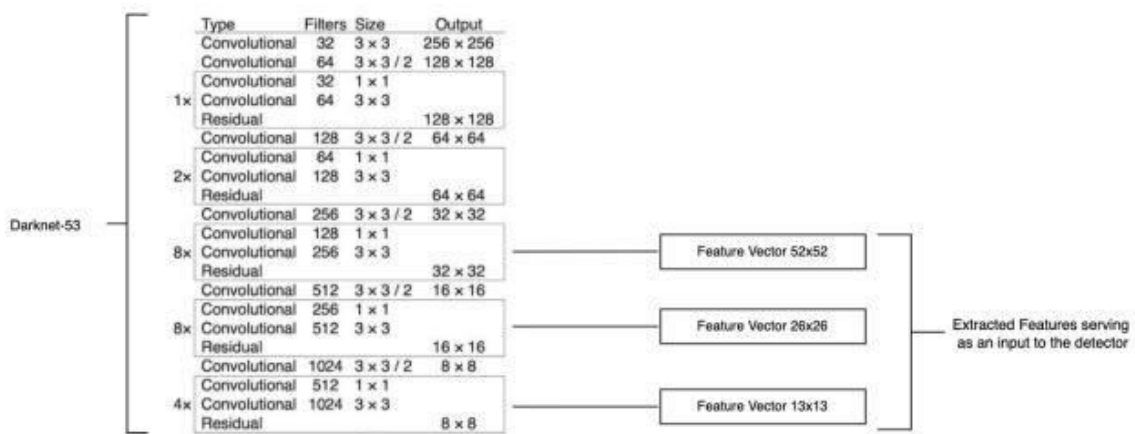 Type Filters Size Output
Convolutional 32 3 × 3 256 × 256
Convolutional 64 3 × 3 / 2 128 × 128
Convolutional 32 1 × 1
1× Convolutional 64 3 × 3
Residual 128 × 128
Convolutional 128 3 × 3 / 2 64 × 64
Convolutional 64 1 × 1
2× Convolutional 128 3 × 3
Residual 64 × 64
Darknet-53
Convolutional 256 3 × 3 / 2 32 × 32
Convolutional 128 1 × 1
8× Convolutional 256 3 × 3
Residual 32 × 32
Convolutional 512 3 × 3 / 2 16 × 16
Convolutional 256 1 × 1
8× Convolutional 512 3 × 3
Residual 16 × 16
Convolutional 1024 3 × 3 / 2 8 × 8
Convolutional 512 1 × 1
4× Convolutional 1024 3 × 3
Residual 8 × 8
Feature Vector 52x52
Feature Vector 26x26
Feature Vector 13x13
Extracted Features serving
as an input to the detector